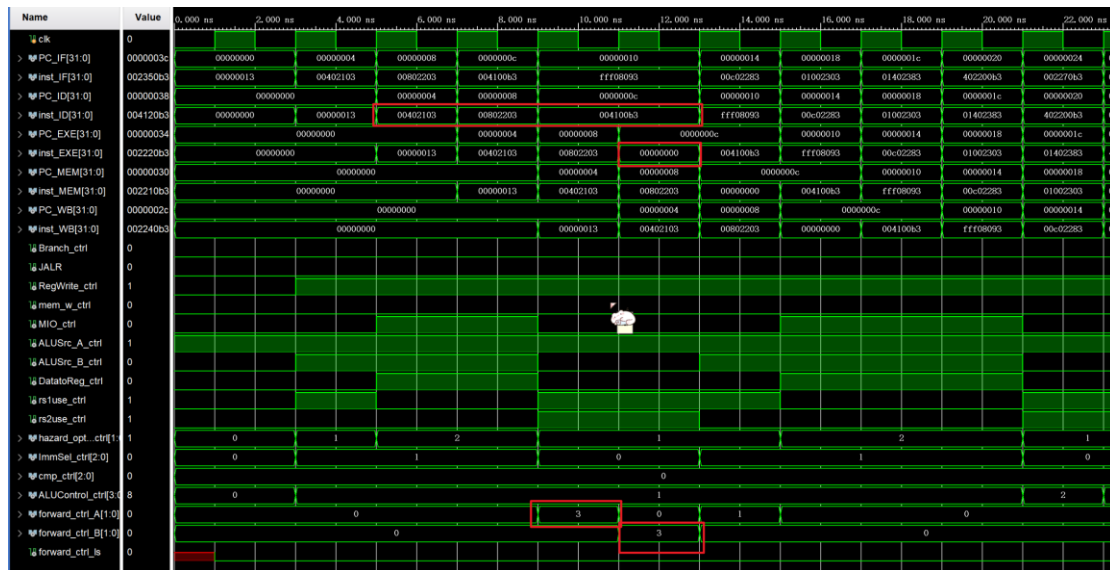 Name Value 0.000 ns 2.000 ns 4.000 ns 6.000 ns 8.000 ns 10.000 ns 12.000 ns 14.000 ns 16.000 ns 18.000 ns 20.000 ns 22.000 ns
clk 0
PC_IF[31:0] 0000003c 00000000 00000004 00000008 0000000c 00000010 00000014 00000018 0000001c 00000020 00000024
inst_IF[31:0] 002350b3 00000013 00402103 00802203 004100b3 fff08093 00c02283 01002303 01402383 402200b3 002270b3
PC_ID[31:0] 00000038 00000000 00000004 00000008 0000000c 00000010 00000014 00000018 0000001c 00000020
inst_ID[31:0] 004120b3 00000000 00000013 00402103 00802203 004100b3 fff08093 00c02283 01002303 01402383 402200b3
PC_EXE[31:0] 00000034 00000000 00000004 00000008 0000000c 00000010 00000014 00000018 0000001c
inst_EXE[31:0] 002220b3 00000000 00000013 00402103 00802203 00000000 004100b3 fff08093 00c02283 01002303 01402383
PC_MEM[31:0] 00000030 00000000 00000004 00000008 0000000c 00000010 00000014 00000018
inst_MEM[31:0] 002210b3 00000000 00000013 00402103 00802203 00000000 004100b3 fff08093 00c02283 01002303
PC_WB[31:0] 0000002c 00000000 00000004 00000008 0000000c 00000010 00000014
inst_WB[31:0] 002240b3 00000000 00000013 00402103 00802203 00000000 004100b3 fff08093 00c02283
Branch_ctrl 0
JALR 0
RegWrite_ctrl 1
mem_w_ctrl 0
MIO_ctrl 0
ALUSrc_A_ctrl 1
ALUSrc_B_ctrl 0
DatatoReg_ctrl 0
rs1use_ctrl 1
rs2use_ctrl 1
hazard_opt...ctrl[1: 1 0 1 2 1 2 1
ImmSel_ctrl[2:0] 0 0 1 0 1 0
cmp_ctrl[2:0] 0 0
ALUControl_ctrl[3:0 8 0 1 2
forward_ctrl_A[1:0] 0 0 3 0 1 0
forward_ctrl_B[1:0] 0 0 3 0
forward_ctrl_ls 0